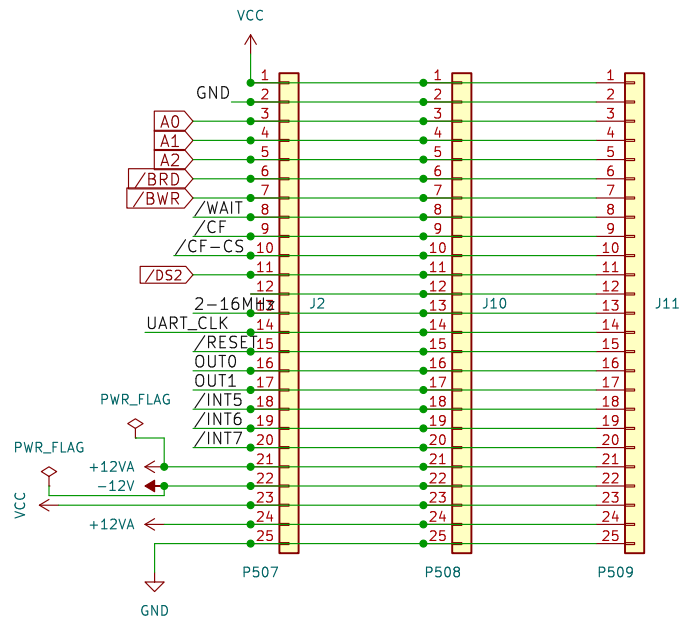 VCC
1 1 1
GND 2 2 2
A0 3 3 3
A1 4 4 4
A2 5 5 5
/BRD 6 6 6
/BWR 7 7 7
/WAIT 8 8 8
/CF 9 9 9
/CF-CS 10 10 10
/DS2 11 11 11
12 12 12
2-16MHz 13 J2 13 J10 13 J11
UART_CLK 14 14 14
/RESET 15 15 15
OUT0 16 16 16
OUT1 17 17 17
/INT5 18 18 18
PWR_FLAG
/INT6 19 19 19
/INT7 20 20 20
PWR_FLAG
+12VA 21 21 21
-12V 22 22 22
VCC 23 23 23
+12VA 24 24 24
25 25 25
P507 P508 P509
GND